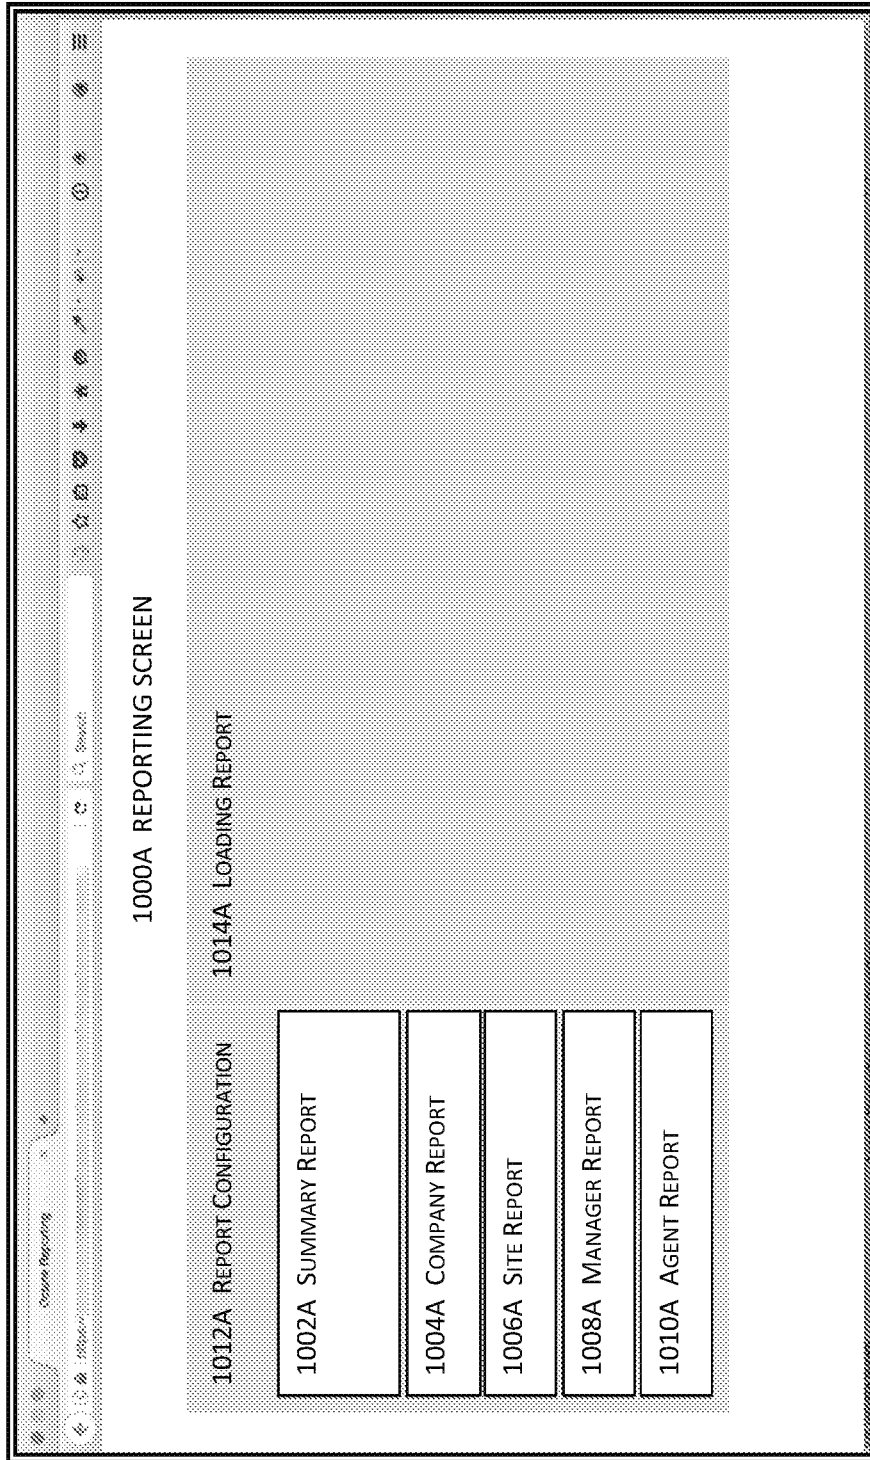 Search
1000A REPORTING SCREEN
1012A REPORT CONFIGURATION
1014A LOADING REPORT
1002A SUMMARY REPORT
1004A COMPANY REPORT
1006A SITE REPORT
1008A MANAGER REPORT
1010A AGENT REPORT